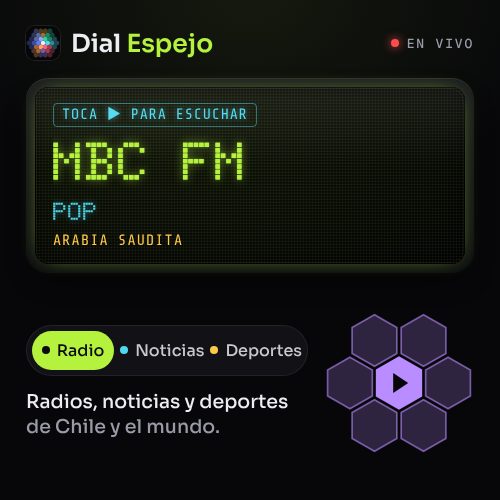 Dial Espejo
EN VIVO
TOCA ▶ PARA ESCUCHAR
MBC FM
POP
ARABIA SAUDITA
Radio Noticias Deportes
Radios, noticias y deportes
de Chile y el mundo.